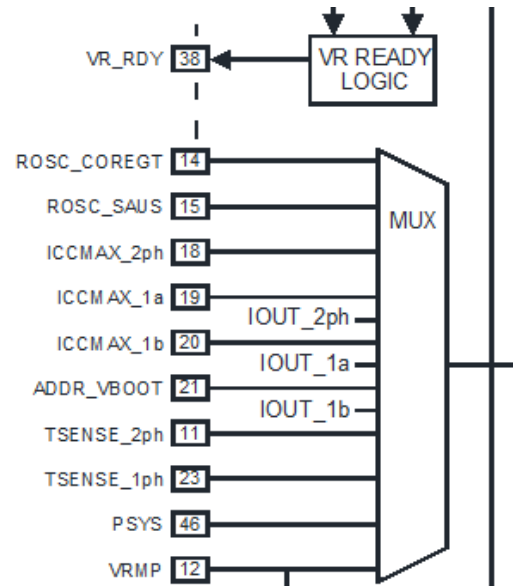 VR_RDY 38 VR READY
LOGIC
ROSC_COREGT 14
ROSC_SAUS 15
MUX
ICCMAX_2ph 18
ICCMAX_1a 19
IOUT_2ph
ICCMAX_1b 20
IOUT_1a
ADDR_VBOOT 21
IOUT_1b
TSENSE_2ph 11
TSENSE_1ph 23
PSYS 46
VRMP 12